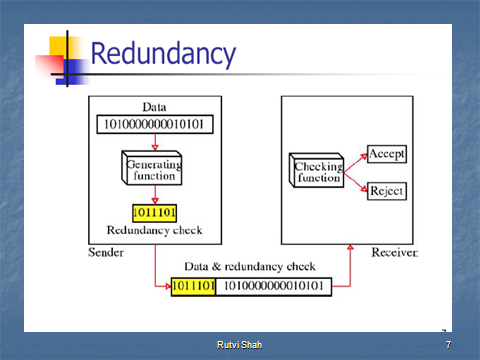 Redundancy
Data
1010000000010101
Generating
function
1011101
Redundancy check
Sender
Checking
function
Accept
Reject
Receiver
Data & redundancy check
1011101 1010000000010101
Rutvi Shah
7